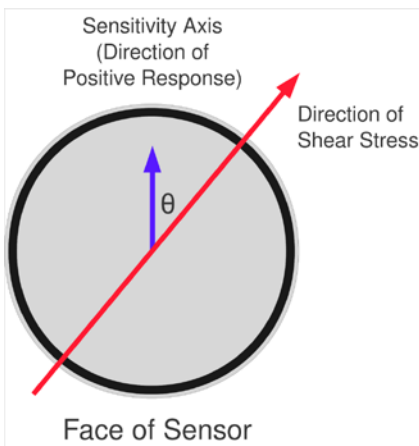 Sensitivity Axis
(Direction of
Positive Response)
Direction of
Shear Stress
θ
Face of Sensor